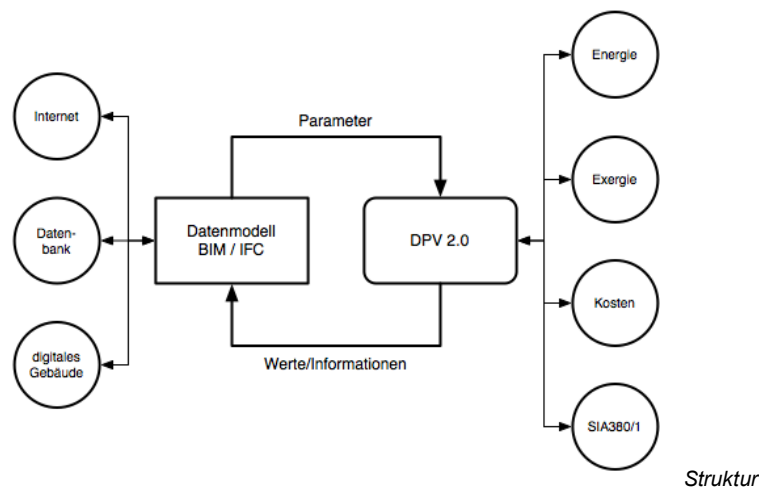 Internet
Daten-
bank
digitales
Gebäude
Parameter
Datenmodell
BIM / IFC
DPV 2.0
Werte/Informationen
Energie
Exergie
Kosten
SIA380/1
Struktur